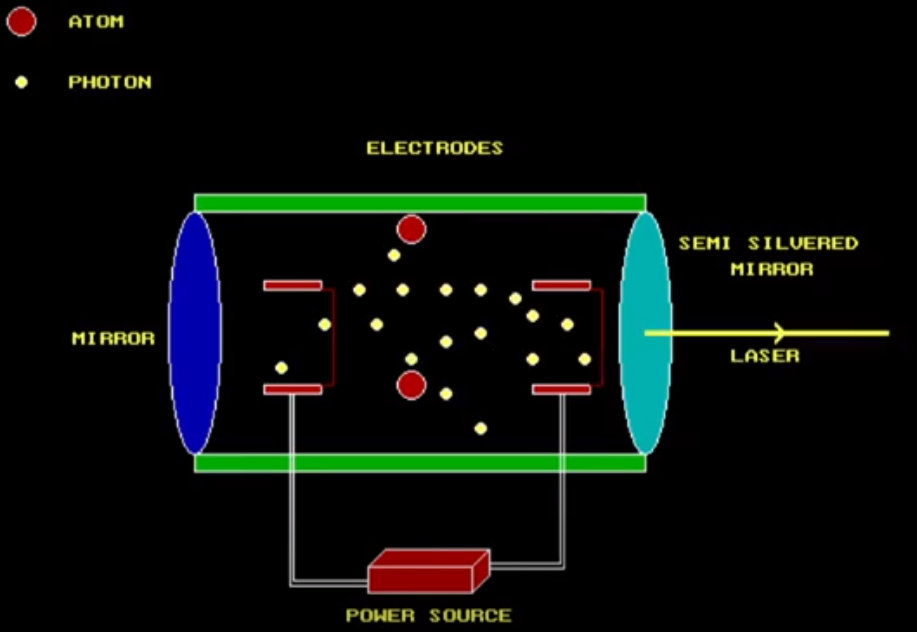 ATOM
PHOTON
ELECTRODES
SEMI SILVERED
MIRROR
MIRROR
LASER
POWER SOURCE